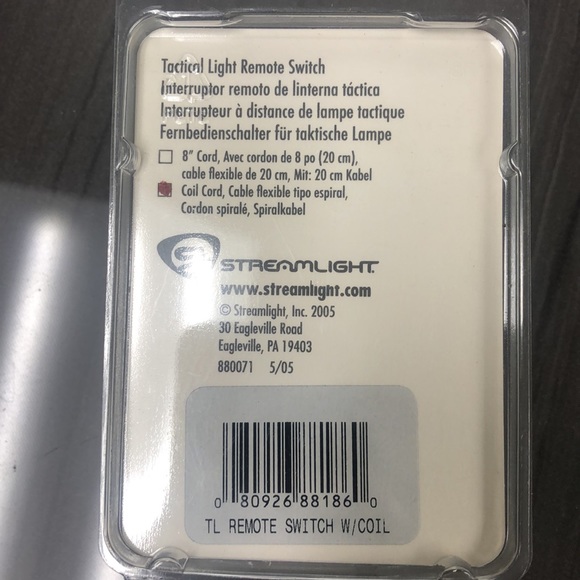 Tactical Light Remote Switch
Interruptor remoto de linterna táctica
Interrupteur à distance de lampe tactique
Fernbedienschalter für taktische Lampe
8" Cord, Avec cordon de 8 po (20 cm),
cable flexible de 20 cm, Mit: 20 cm Kabel
Coil Cord, Cable flexible tipo espiral,
Cordon spiralé, Spiralkabel
STREAMLIGHT
www.streamlight.com
© Streamlight, Inc. 2005
30 Eagleville Road
Eagleville, PA 19403
880071 5/05
0 80926 88186 0
TL REMOTE SWITCH W/COIL